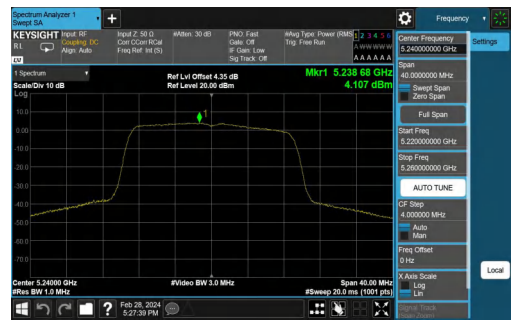 Spectrum Analyzer 1
Swept SA
Frequency
KEYSIGHT
RL
Input: RF
Coupling: DC
Align: Auto
Input Z: 50 Ω
Corr CCorr RCal
Freq Ref: Int (S)
#Atten: 30 dB
PNO: Fast
Gate: Off
IF Gain: Low
Sig Track: Off
#Avg Type: Power (RMS
Trig: Free Run
1 2 3 4 5 6
A W W W W W
A A A A A A
LV
1 Spectrum
Scale/Div 10 dB
Ref Lvl Offset 4.35 dB
Ref Level 20.00 dBm
Mkr1 5.238 68 GHz
4.107 dBm
Log
10.0
0.00
-10.0
-20.0
-30.0
-40.0
-50.0
-60.0
-70.0
1
Center 5.24000 GHz
#Res BW 1.0 MHz
#Video BW 3.0 MHz
Span 40.00 MHz
#Sweep 20.0 ms (1001 pts)
Feb 28, 2024
5:27:39 PM
Center Frequency
5.240000000 GHz
Span
40.0000000 MHz
Swept Span
Zero Span
Full Span
Start Freq
5.220000000 GHz
Stop Freq
5.260000000 GHz
AUTO TUNE
CF Step
4.000000 MHz
Auto
Man
Freq Offset
0 Hz
X Axis Scale
Log
Lin
Signal Track
Settings
Local